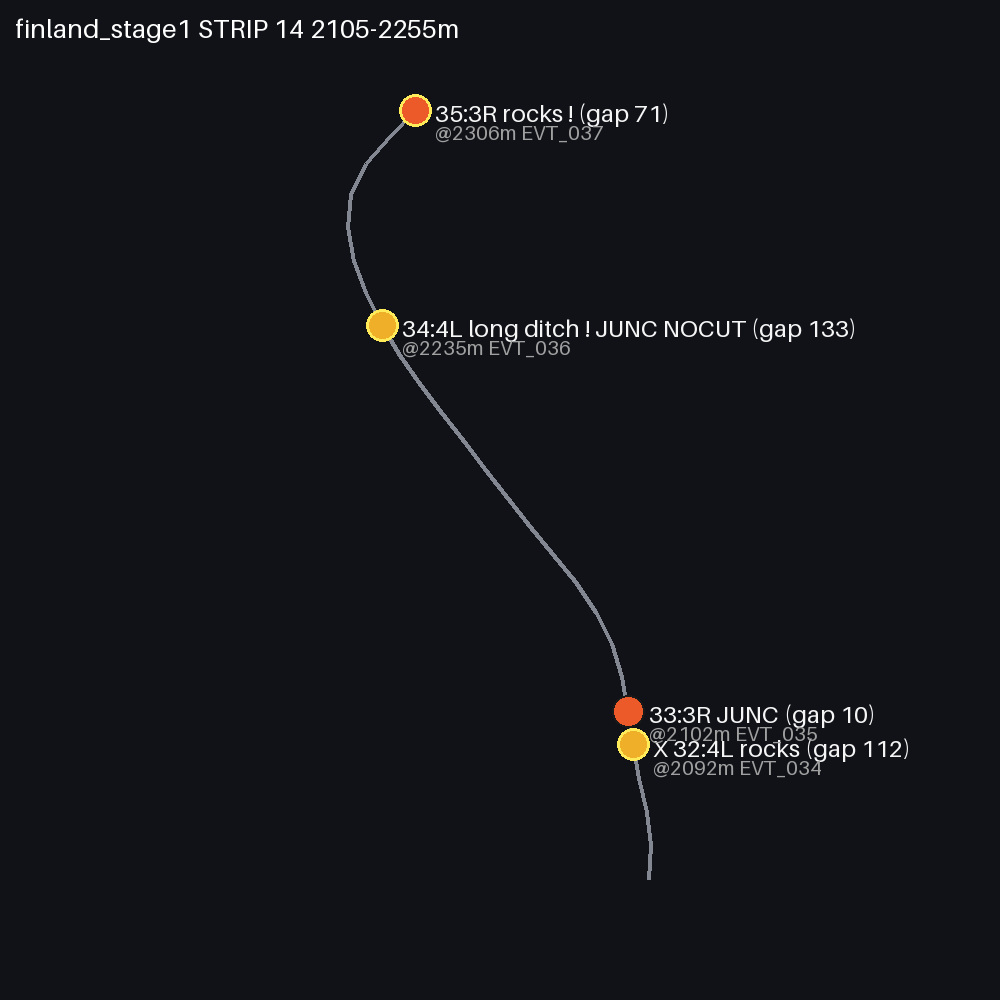 finland_stage1 STRIP 14 2105-2255m
35:3R rocks ! (gap 71)
@2306m EVT_037
34:4L long ditch ! JUNC NOCUT (gap 133)
@2235m EVT_036
33:3R JUNC (gap 10)
@2102m EVT_035
X 32:4L rocks (gap 112)
@2092m EVT_034